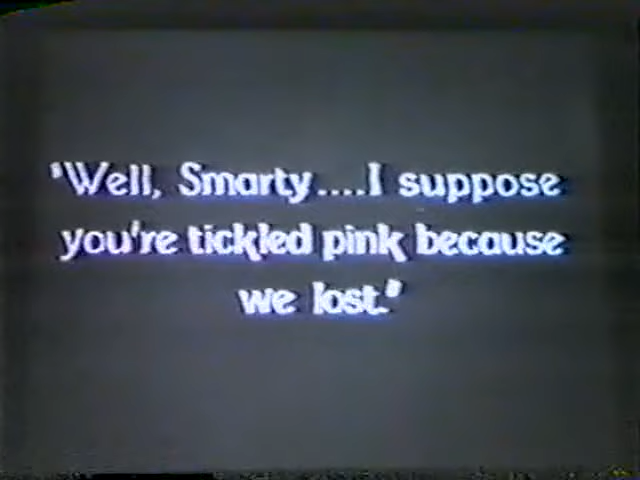 "Well, Smarty....I suppose
you're tickled pink because
we lost."